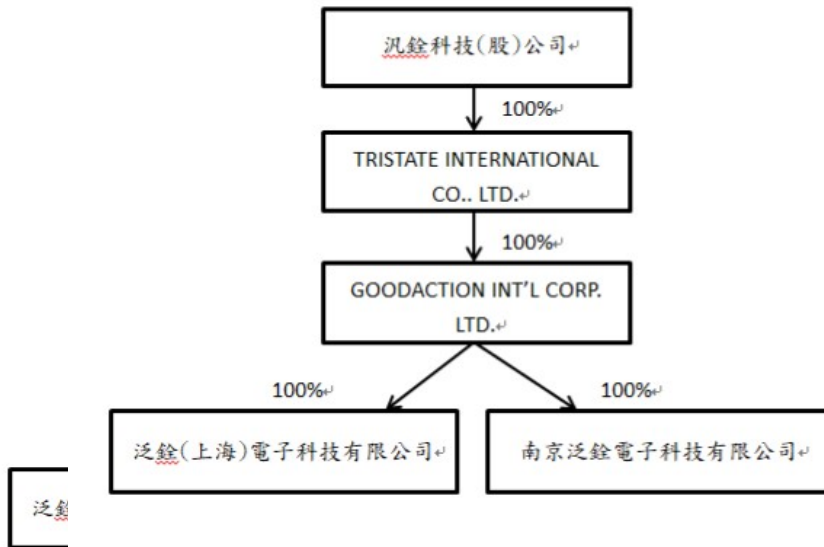 汎銓科技(股)公司
100%
TRISTATE INTERNATIONAL
CO.. LTD.
100%
GOODACTION INT'L CORP.
LTD.
100%
100%
泛銓(上海)電子科技有限公司
南京泛銓電子科技有限公司
泛